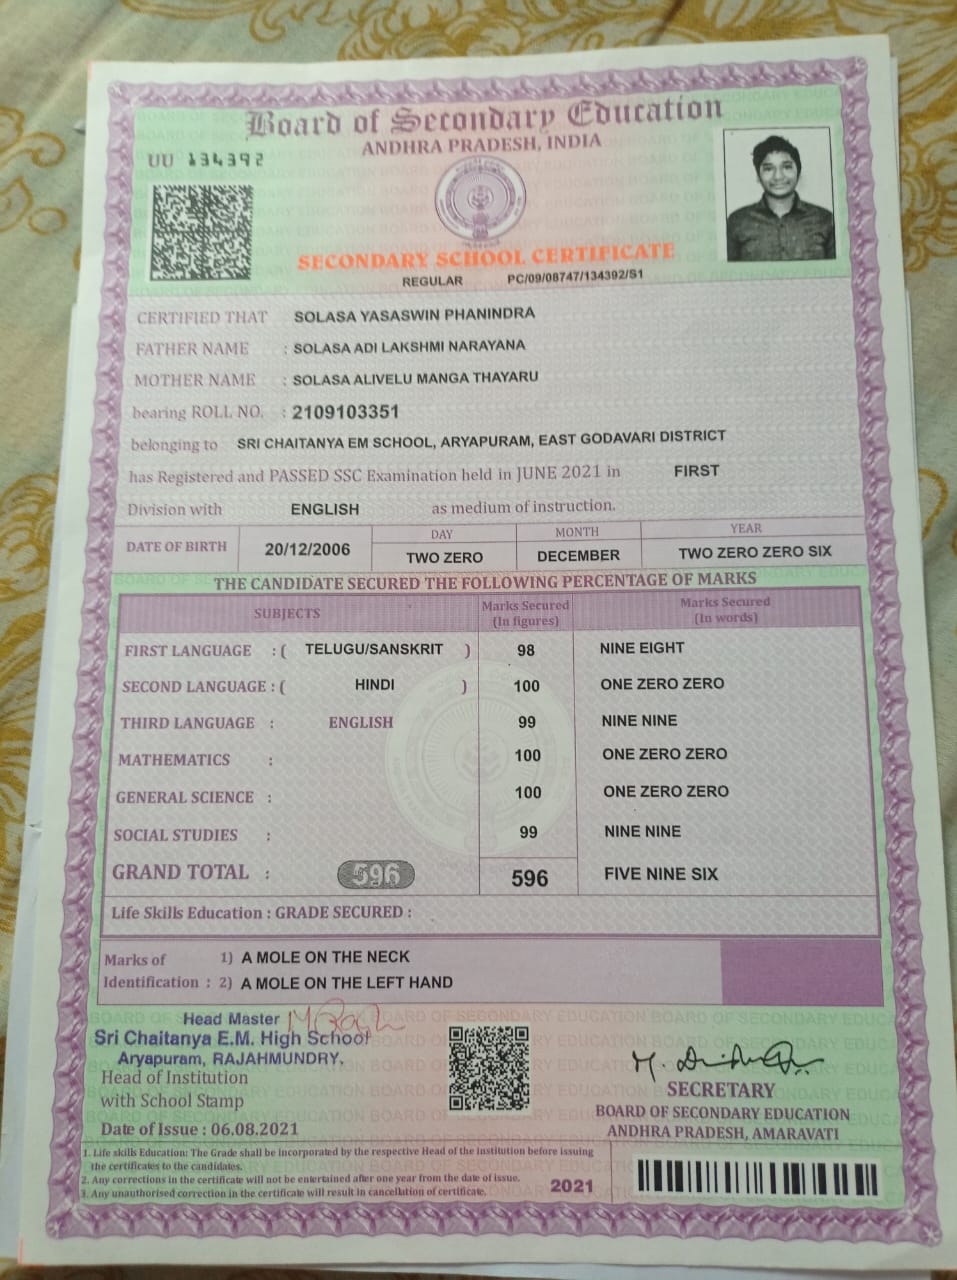 Board of Secondary Education
ANDHRA PRADESH, INDIA
UU 134392
SECONDARY SCHOOL CERTIFICATE
REGULAR PC/09/08747/134392/S1
CERTIFIED THAT SOLASA YASASWIN PHANINDRA
FATHER NAME : SOLASA ADI LAKSHMI NARAYANA
MOTHER NAME : SOLASA ALIVELU MANGA THAYARU
bearing ROLL NO. : 2109103351
belonging to SRI CHAITANYA EM SCHOOL, ARYAPURAM, EAST GODAVARI DISTRICT
has Registered and PASSED SSC Examination held in JUNE 2021 in FIRST
Division with ENGLISH as medium of instruction.
DATE OF BIRTH 20/12/2006 DAY MONTH YEAR
TWO ZERO DECEMBER TWO ZERO ZERO SIX
THE CANDIDATE SECURED THE FOLLOWING PERCENTAGE OF MARKS
SUBJECTS Marks Secured (In figures) Marks Secured (In words)
FIRST LANGUAGE : ( TELUGU/SANSKRIT ) 98 NINE EIGHT
SECOND LANGUAGE : ( HINDI ) 100 ONE ZERO ZERO
THIRD LANGUAGE : ENGLISH 99 NINE NINE
MATHEMATICS : 100 ONE ZERO ZERO
GENERAL SCIENCE : 100 ONE ZERO ZERO
SOCIAL STUDIES : 99 NINE NINE
GRAND TOTAL : 596 596 FIVE NINE SIX
Life Skills Education : GRADE SECURED :
Marks of 1) A MOLE ON THE NECK
Identification : 2) A MOLE ON THE LEFT HAND
Head Master
Sri Chaitanya E.M. High School
Aryapuram, RAJAHMUNDRY.
Head of Institution
with School Stamp
Date of Issue : 06.08.2021
SECRETARY
BOARD OF SECONDARY EDUCATION
ANDHRA PRADESH, AMARAVATI
1. Life skills Education: The Grade shall be incorporated by the respective Head of the institution before issuing
the certificates to the candidates.
2. Any corrections in the certificate will not be entertained after one year from the date of issue.
3. Any unauthorised correction in the certificate will result in cancellation of certificate.
2021